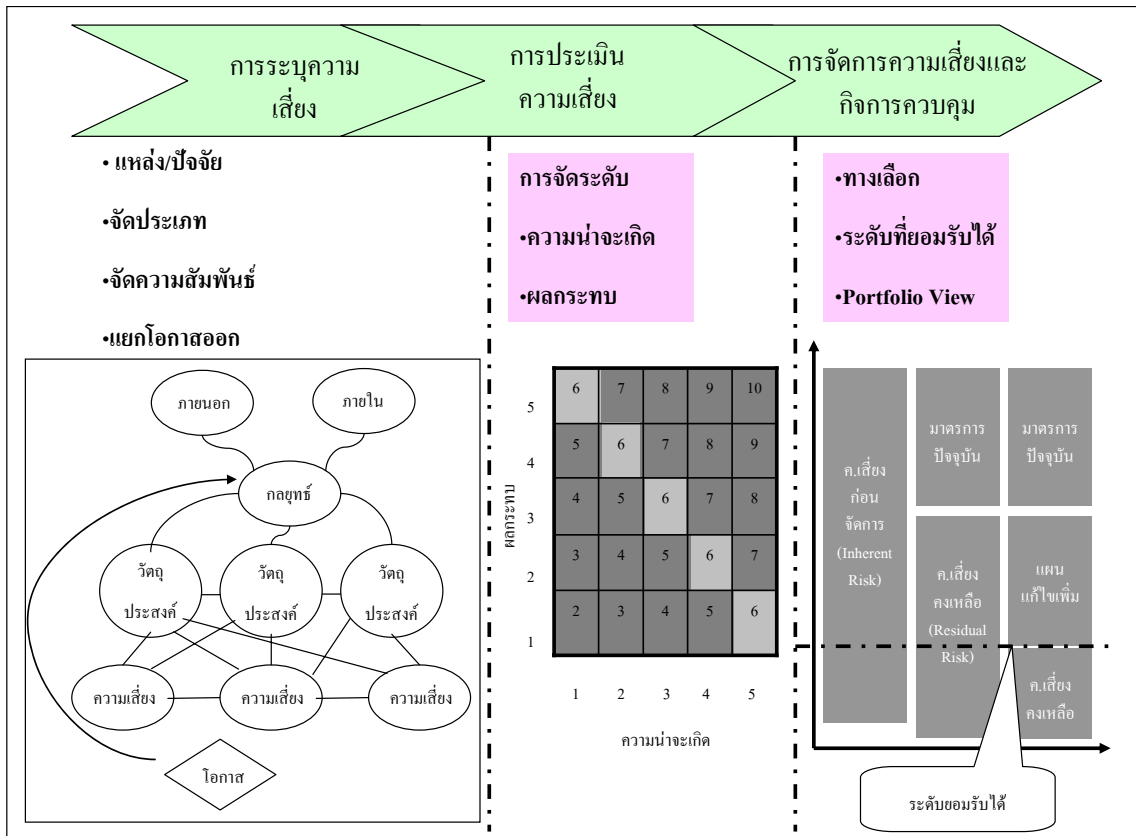 การระบุความ
เสี่ยง
การประเมิน
ความเสี่ยง
การจัดการความเสี่ยงและ
กิจการควบคุม
• แหล่ง/ปัจจัย
•จัดประเภท
•จัดความสัมพันธ์
•แยกโอกาสออก
การจัดระดับ
•ความน่าจะเกิด
•ผลกระทบ
•ทางเลือก
•ระดับที่ยอมรับได้
•Portfolio View
ภายนอก
ภายใน
กลยุทธ์
วัตถุ
ประสงค์
วัตถุ
ประสงค์
วัตถุ
ประสงค์
ความเสี่ยง
ความเสี่ยง
ความเสี่ยง
โอกาส
ผลกระทบ
5
6 7 8 9 10
4
5 6 7 8 9
3
4 5 6 7 8
2
3 4 5 6 7
1
2 3 4 5 6
1 2 3 4 5
ความน่าจะเกิด
ค.เสี่ยง
ก่อน
จัดการ
(Inherent
Risk)
มาตรการ
ปัจจุบัน
ค.เสี่ยง
คงเหลือ
(Residual
Risk)
มาตรการ
ปัจจุบัน
แผน
แก้ไขเพิ่ม
ค.เสี่ยง
คงเหลือ
ระดับยอมรับได้